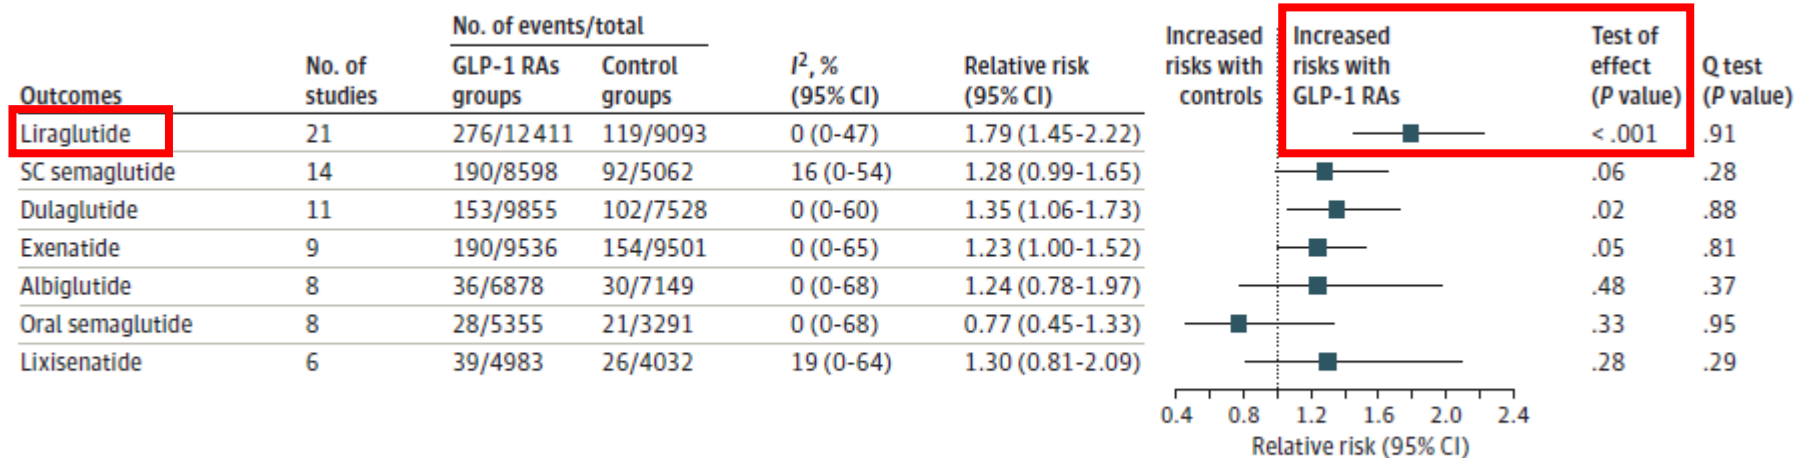 No. of events/total
Outcomes No. of studies GLP-1 RAs groups Control groups I², % (95% CI) Relative risk (95% CI) Increased risks with controls Increased risks with GLP-1 RAs Test of effect (P value) Q test (P value)
Liraglutide 21 276/12411 119/9093 0 (0-47) 1.79 (1.45-2.22) < .001 .91
SC semaglutide 14 190/8598 92/5062 16 (0-54) 1.28 (0.99-1.65) .06 .28
Dulaglutide 11 153/9855 102/7528 0 (0-60) 1.35 (1.06-1.73) .02 .88
Exenatide 9 190/9536 154/9501 0 (0-65) 1.23 (1.00-1.52) .05 .81
Albiglutide 8 36/6878 30/7149 0 (0-68) 1.24 (0.78-1.97) .48 .37
Oral semaglutide 8 28/5355 21/3291 0 (0-68) 0.77 (0.45-1.33) .33 .95
Lixisenatide 6 39/4983 26/4032 19 (0-64) 1.30 (0.81-2.09) .28 .29
0.4 0.8 1.2 1.6 2.0 2.4
Relative risk (95% CI)